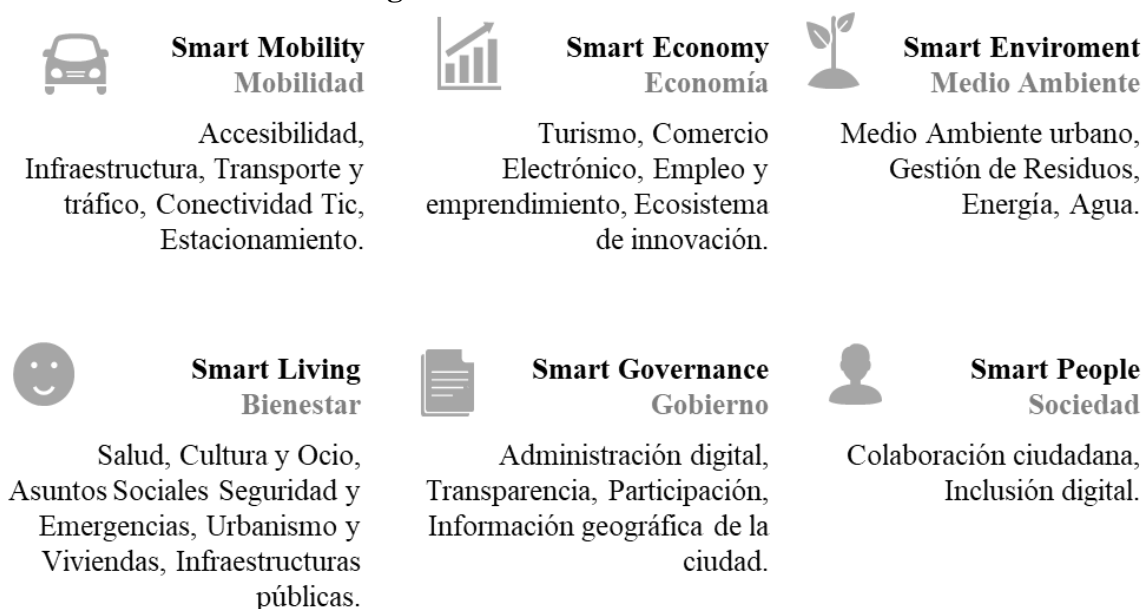 Smart Mobility
Mobilidad
Accesibilidad,
Infraestructura, Transporte y
tráfico, Conectividad Tic,
Estacionamiento.
Smart Economy
Economía
Turismo, Comercio
Electrónico, Empleo y
emprendimiento, Ecosistema
de innovación.
Smart Enviroment
Medio Ambiente
Medio Ambiente urbano,
Gestión de Residuos,
Energía, Agua.
Smart Living
Bienestar
Salud, Cultura y Ocio,
Asuntos Sociales Seguridad y
Emergencias, Urbanismo y
Viviendas, Infraestructuras
públicas.
Smart Governance
Gobierno
Administración digital,
Transparencia, Participación,
Información geográfica de la
ciudad.
Smart People
Sociedad
Colaboración ciudadana,
Inclusión digital.